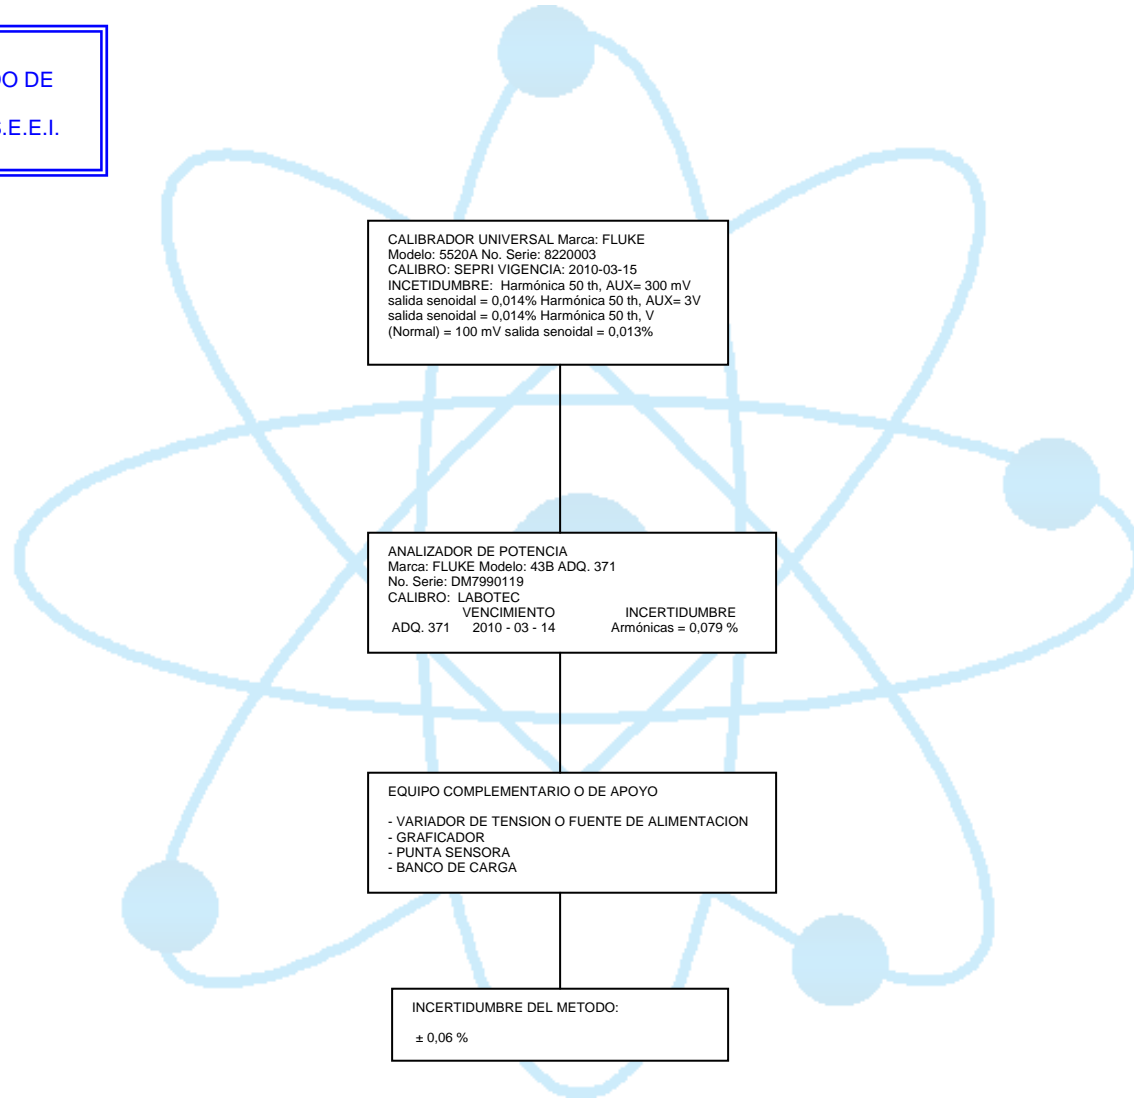 DE
.E.E.I.
CALIBRADOR UNIVERSAL Marca: FLUKE
Modelo: 5520A No. Serie: 8220003
CALIBRO: SEPRI VIGENCIA: 2010-03-15
INCETIDUMBRE: Harmónica 50 th, AUX= 300 mV
salida senoidal = 0,014% Harmónica 50 th, AUX= 3V
salida senoidal = 0,014% Harmónica 50 th, V
(Normal) = 100 mV salida senoidal = 0,013%
ANALIZADOR DE POTENCIA
Marca: FLUKE Modelo: 43B ADQ. 371
No. Serie: DM7990119
CALIBRO: LABOTEC
VENCIMIENTO INCERTIDUMBRE
ADQ. 371 2010 - 03 - 14 Armónicas = 0,079 %
EQUIPO COMPLEMENTARIO O DE APOYO
- VARIADOR DE TENSION O FUENTE DE ALIMENTACION
- GRAFICADOR
- PUNTA SENSORA
- BANCO DE CARGA
INCERTIDUMBRE DEL METODO:
± 0,06 %